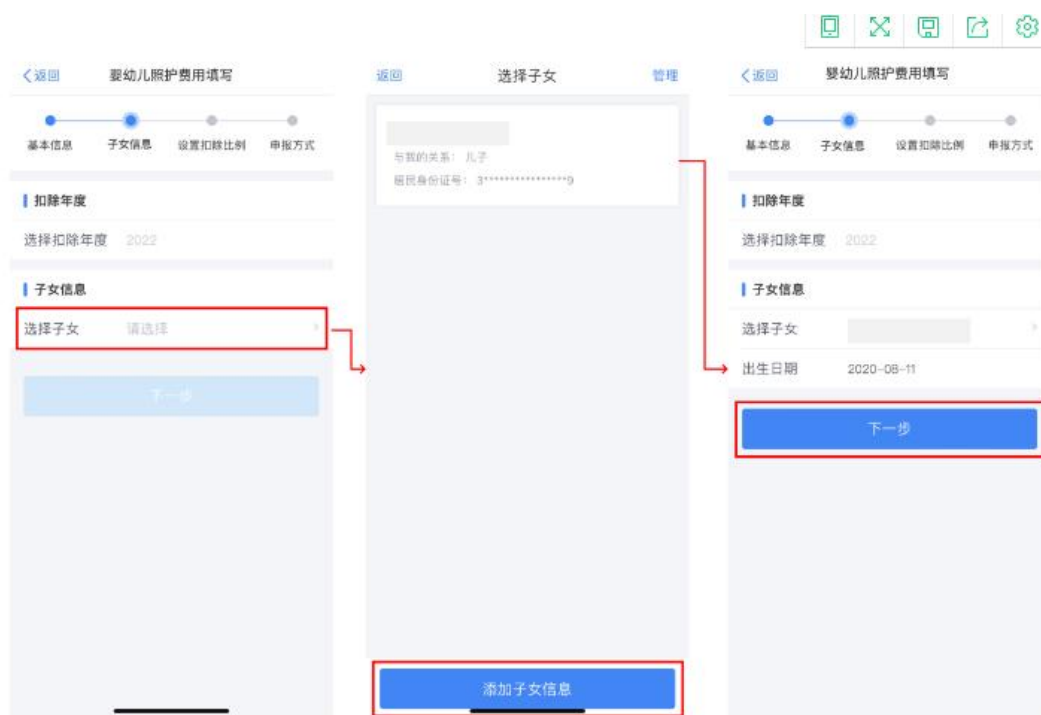 返回
婴幼儿照护费用填写
基本信息
子女信息
设置扣除比例
申报方式
扣除年度
选择扣除年度 2022
子女信息
选择子女 请选择
下一步
返回
选择子女
管理
与我的关系： 儿子
居民身份证号： 3****************9
添加子女信息
返回
婴幼儿照护费用填写
基本信息
子女信息
设置扣除比例
申报方式
扣除年度
选择扣除年度 2022
子女信息
选择子女
出生日期 2020-08-11
下一步